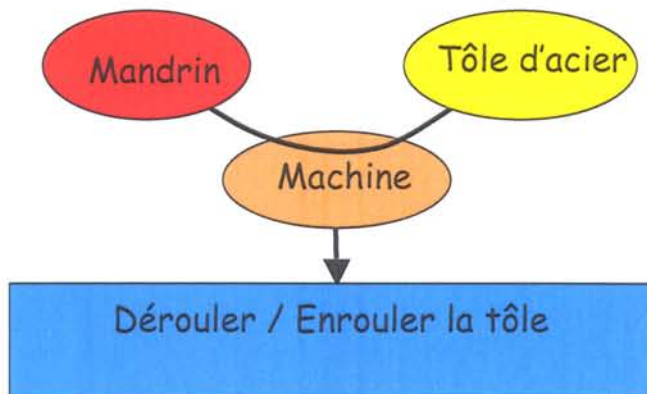 Mandrin
Tôle d'acier
Machine
Dérouler / Enrouler la tôle